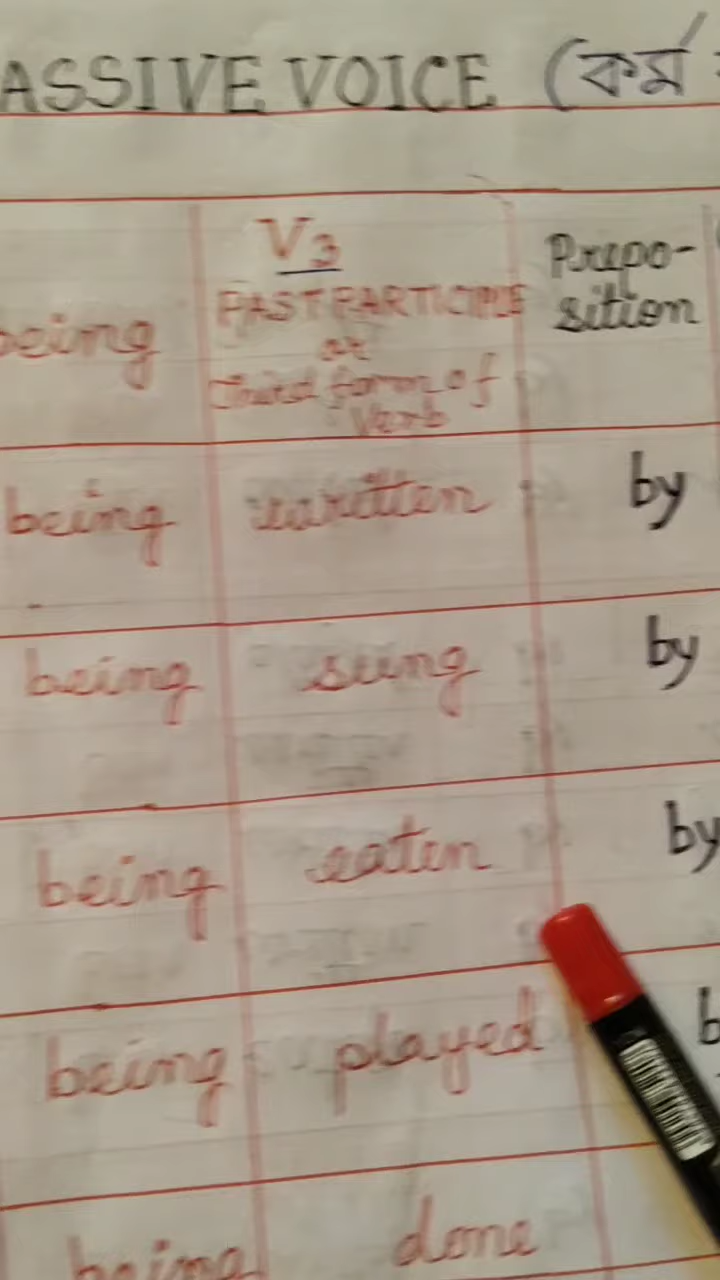 ASSIVE VOICE (কর্ম
being
V3
PAST PARTICIPLE
or
Third form of
Verb
Prepo-
sition
being written by
being sung by
being eaten by
being played b
being done